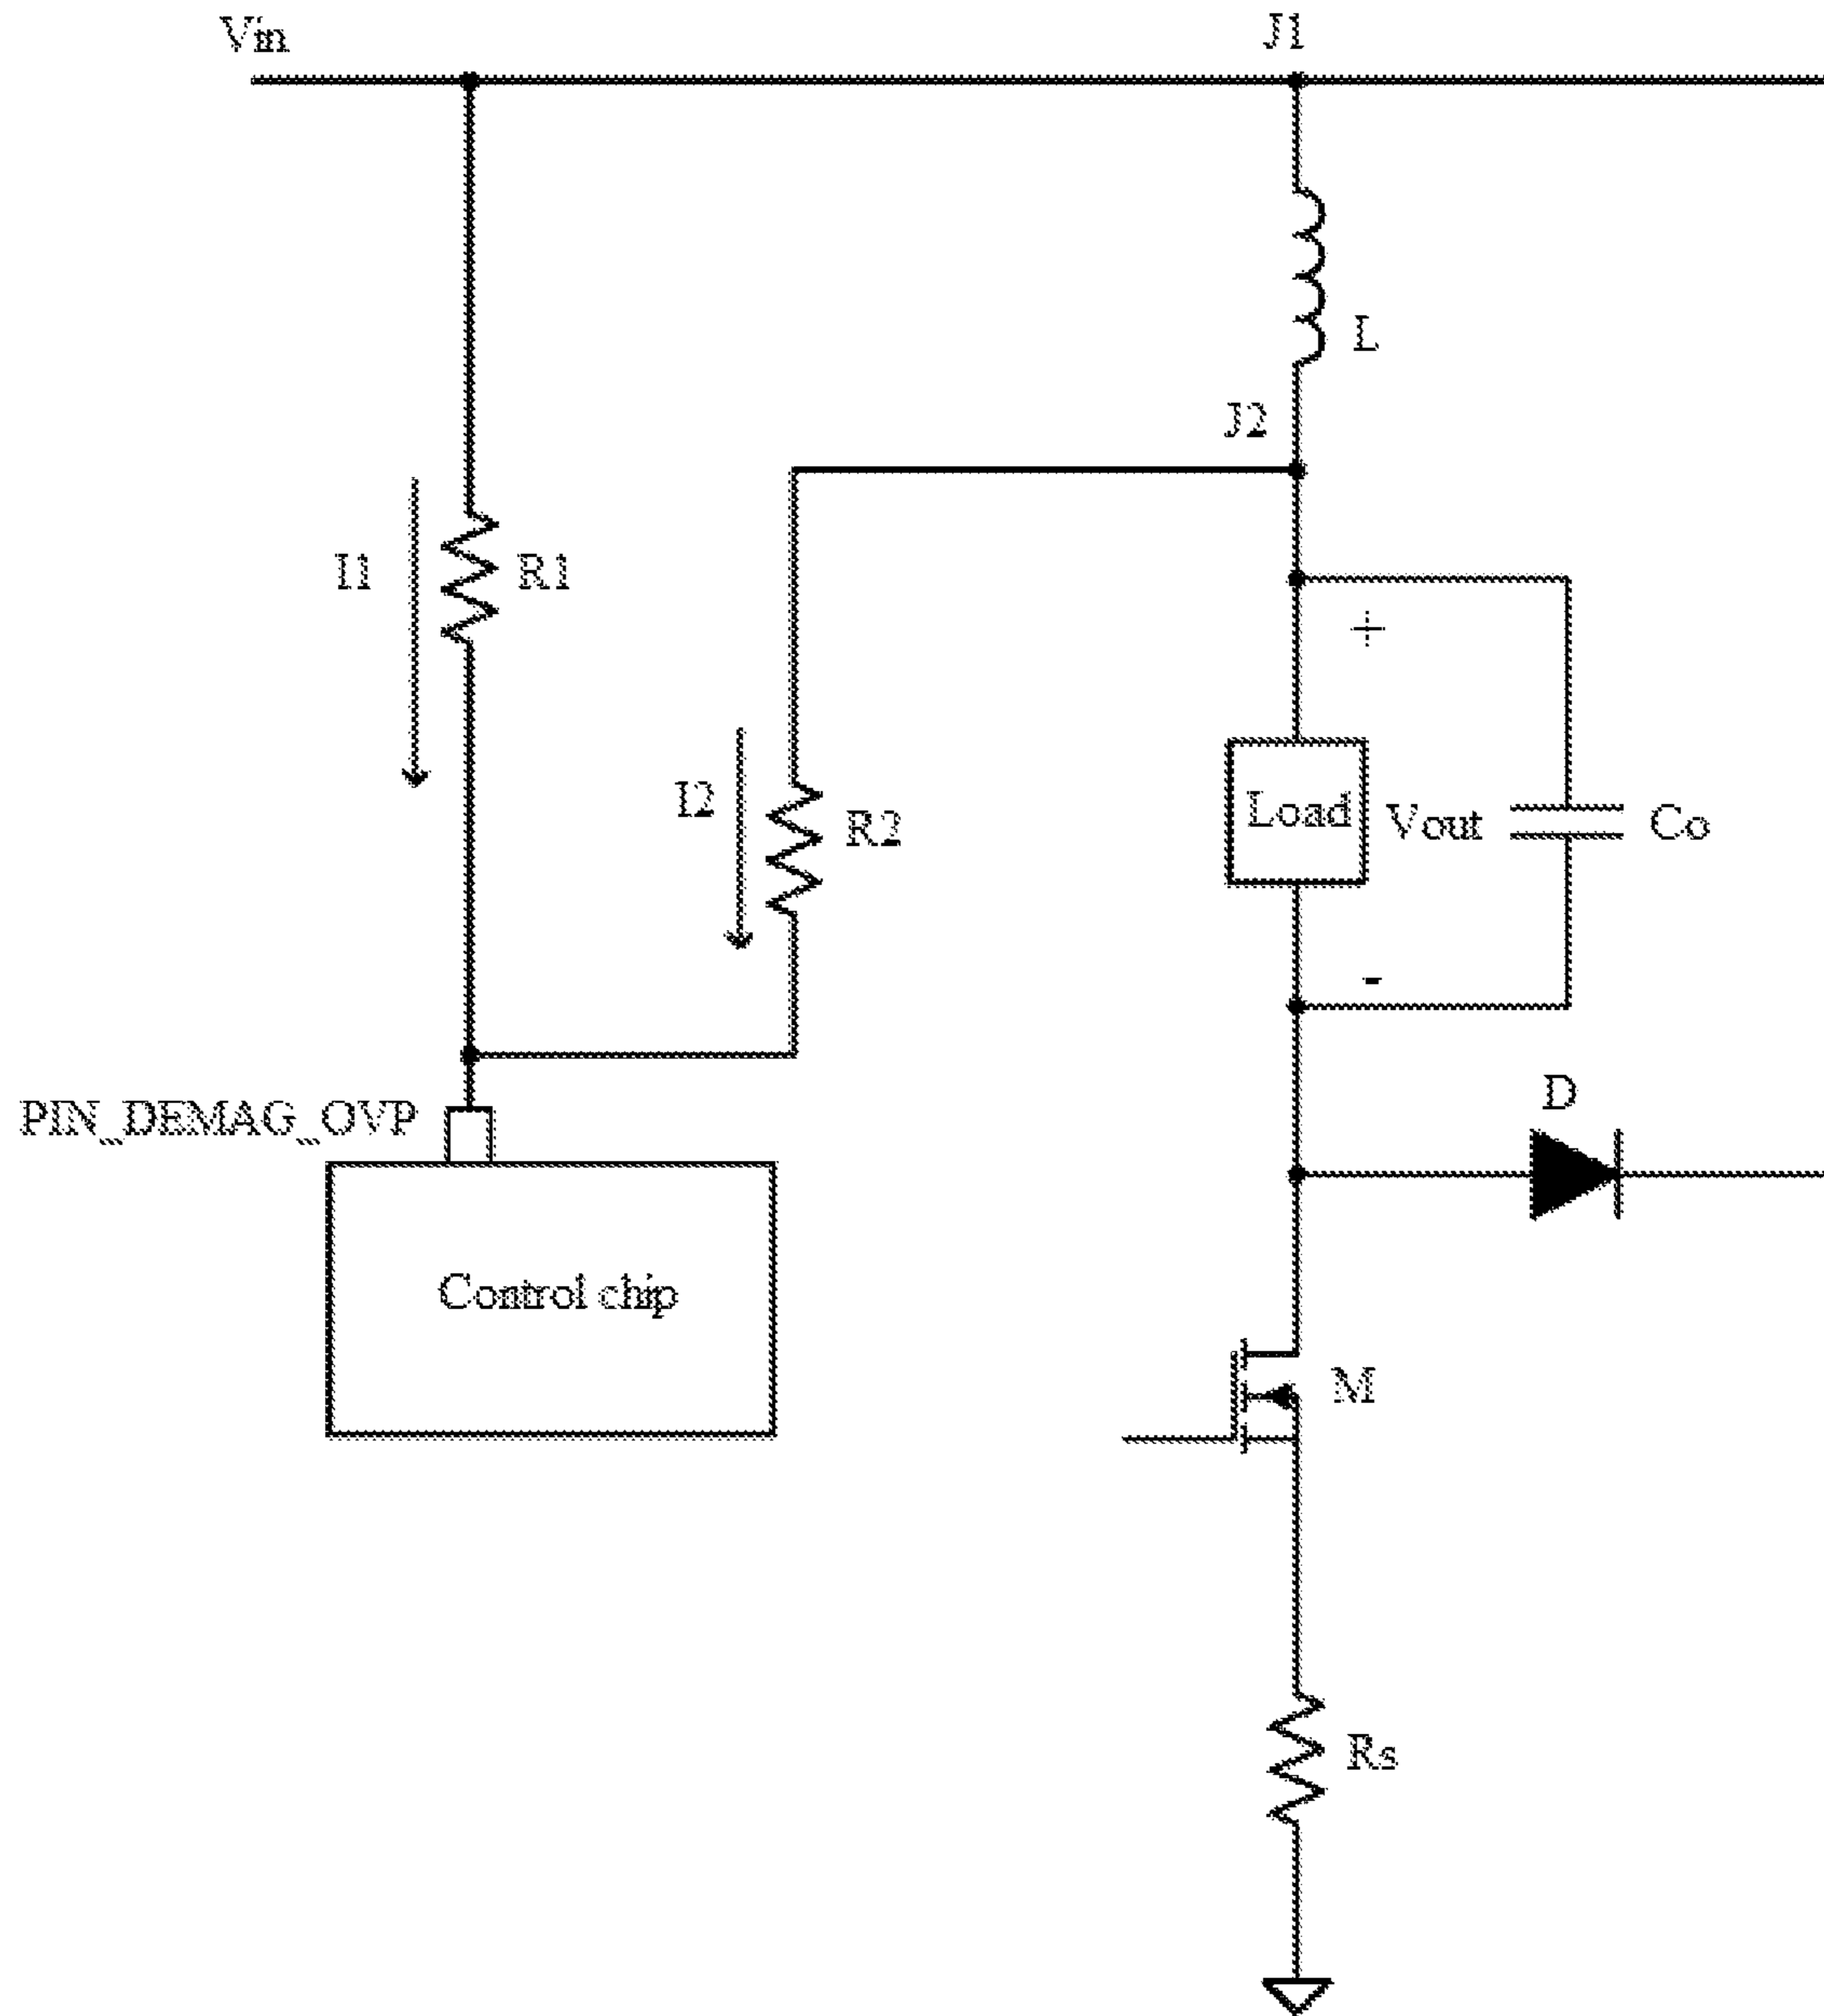 Vin
J1
L
J2
I1
R1
+
I2
R2
Load
Vout
Co
-
PIN_DEMAG_OVP
D
Control chip
M
Rs